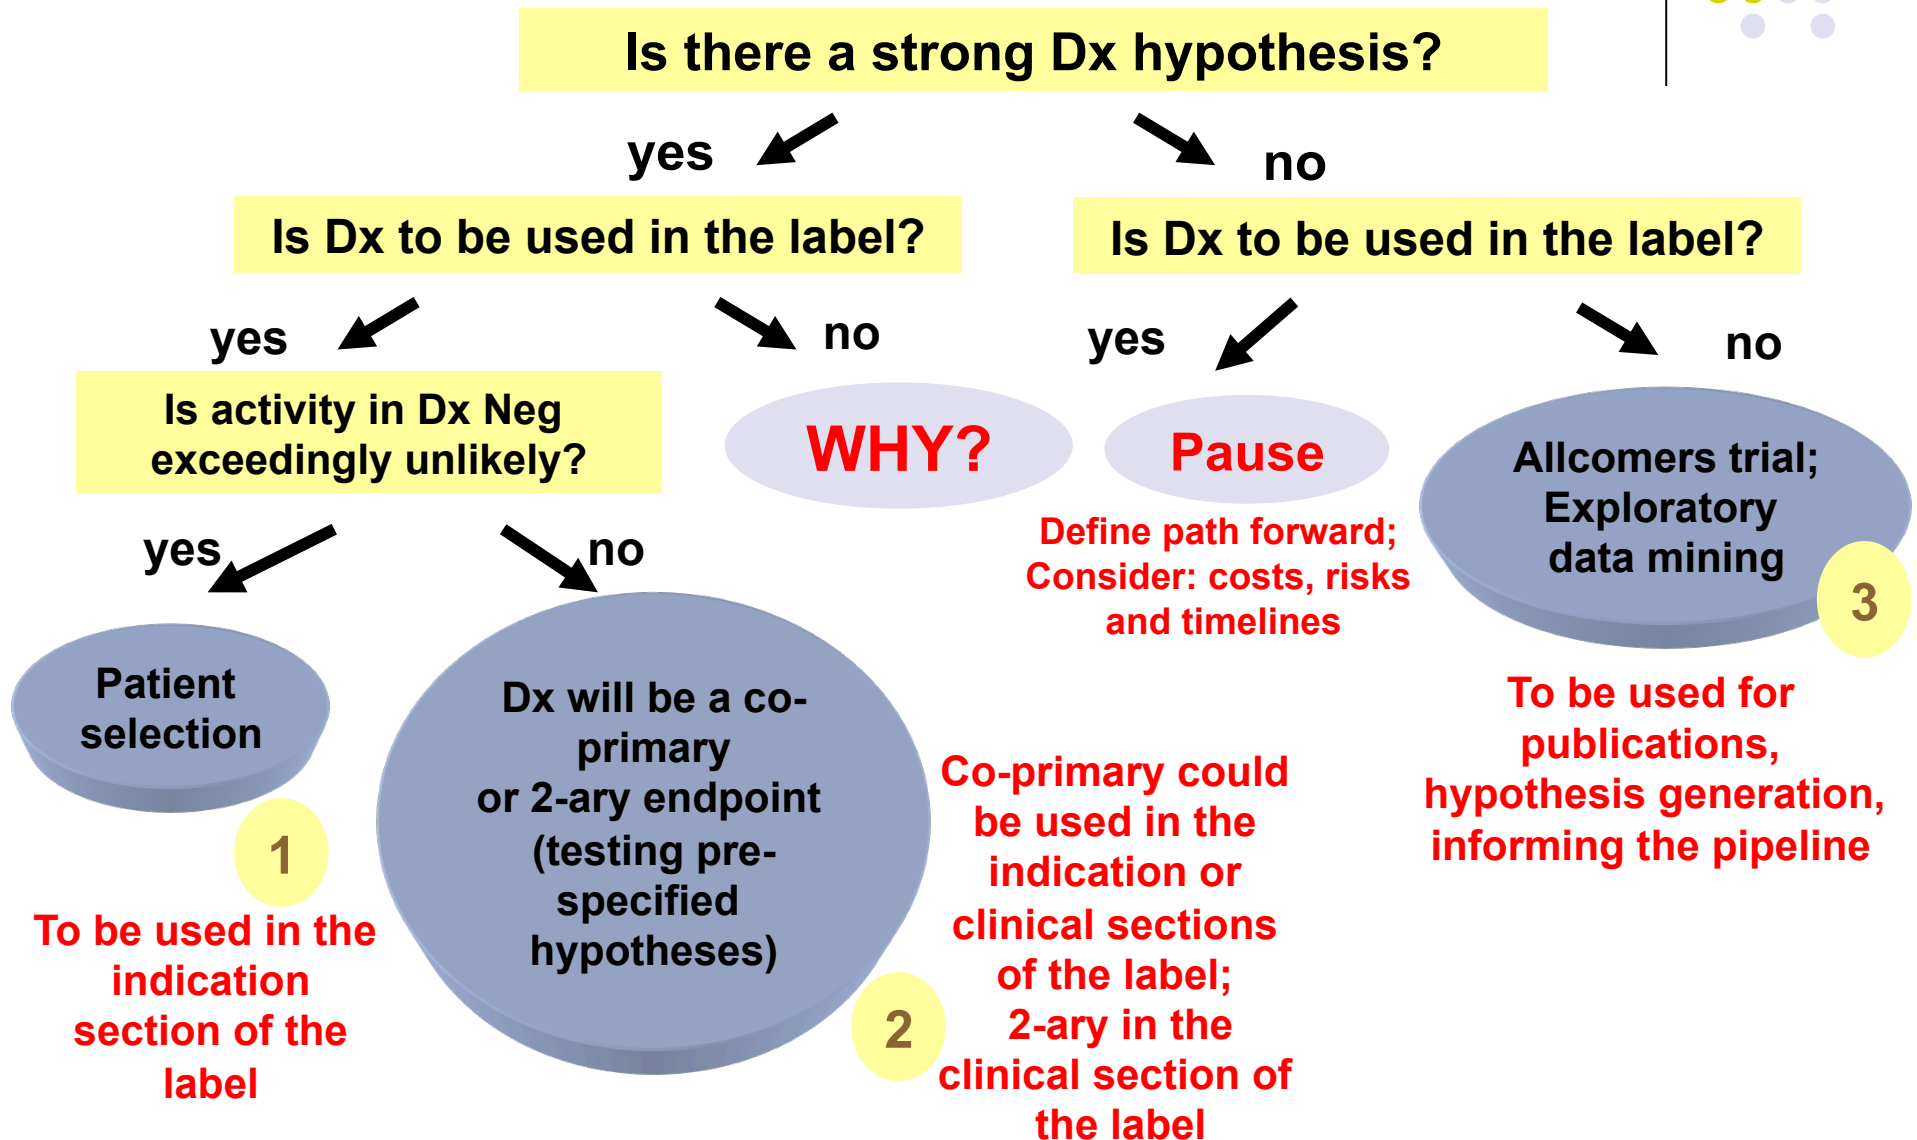 Is there a strong Dx hypothesis?
yes
no
Is Dx to be used in the label?
Is Dx to be used in the label?
yes
no
yes
no
Is activity in Dx Neg
exceedingly unlikely?
WHY?
Pause
Allcomers trial;
Exploratory
data mining
3
Define path forward;
Consider: costs, risks
and timelines
yes
no
Patient
selection
1
To be used in the
indication
section of the
label
Dx will be a co-
primary
or 2-ary endpoint
(testing pre-
specified
hypotheses)
2
Co-primary could
be used in the
indication or
clinical sections
of the label;
2-ary in the
clinical section of
the label
To be used for
publications,
hypothesis generation,
informing the pipeline